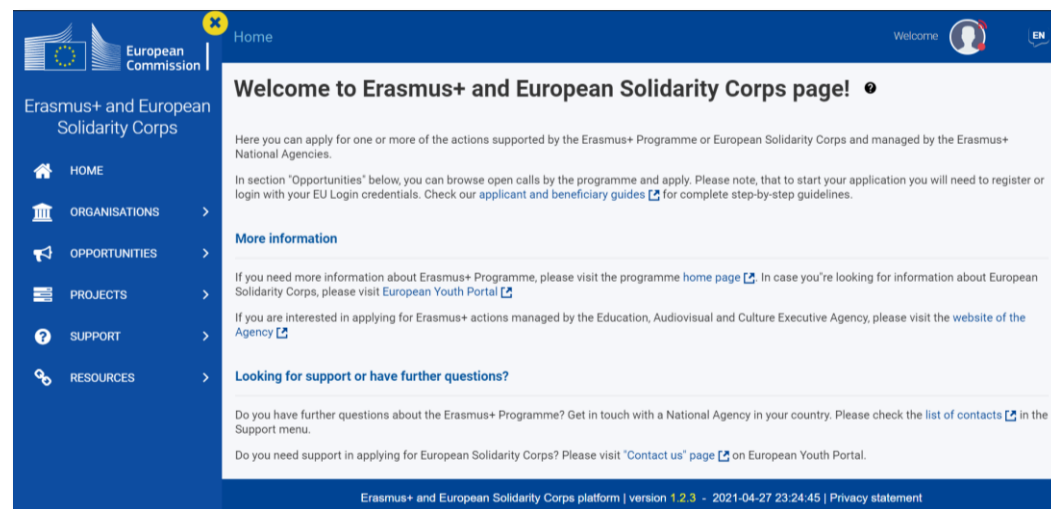 European
Commission
Erasmus+ and European
Solidarity Corps
HOME
ORGANISATIONS
OPPORTUNITIES
PROJECTS
SUPPORT
RESOURCES
Home
Welcome
EN
Welcome to Erasmus+ and European Solidarity Corps page!
Here you can apply for one or more of the actions supported by the Erasmus+ Programme or European Solidarity Corps and managed by the Erasmus+
National Agencies.
In section "Opportunities" below, you can browse open calls by the programme and apply. Please note, that to start your application you will need to register or
login with your EU Login credentials. Check our applicant and beneficiary guides for complete step-by-step guidelines.
More information
If you need more information about Erasmus+ Programme, please visit the programme home page. In case you"re looking for information about European
Solidarity Corps, please visit European Youth Portal
If you are interested in applying for Erasmus+ actions managed by the Education, Audiovisual and Culture Executive Agency, please visit the website of the
Agency
Looking for support or have further questions?
Do you have further questions about the Erasmus+ Programme? Get in touch with a National Agency in your country. Please check the list of contacts in the
Support menu.
Do you need support in applying for European Solidarity Corps? Please visit "Contact us" page on European Youth Portal.
Erasmus+ and European Solidarity Corps platform | version 1.2.3 - 2021-04-27 23:24:45 | Privacy statement